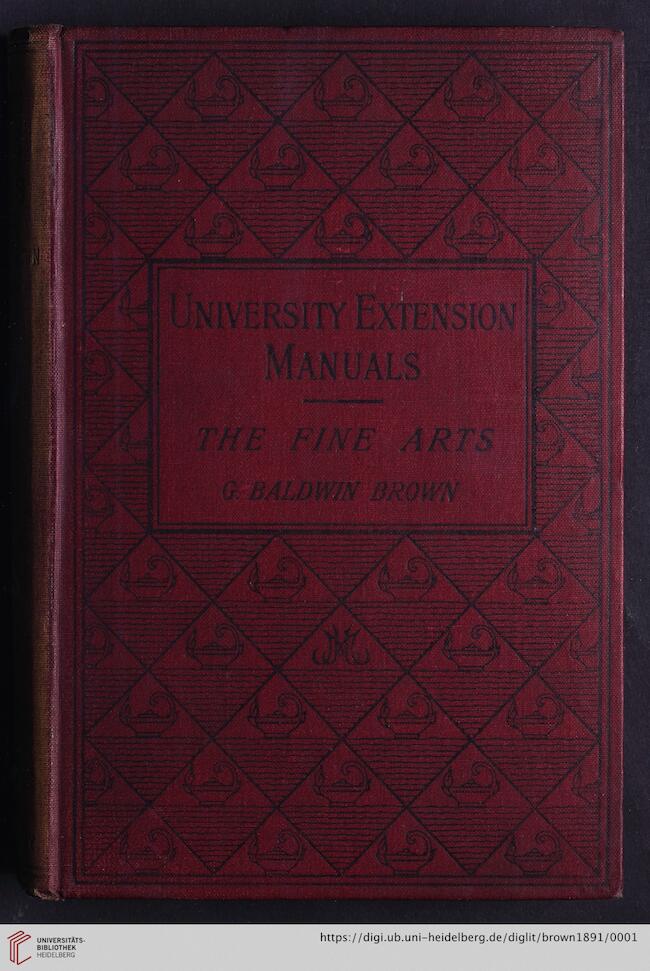 UNIVERSITY EXTENSION
MANUALS
THE FINE ARTS
G. BALDWIN BROWN
N
UNIVERSITÄTS-
BIBLIOTHEK
HEIDELBERG
https://digi.ub.uni-heidelberg.de/diglit/brown1891/0001